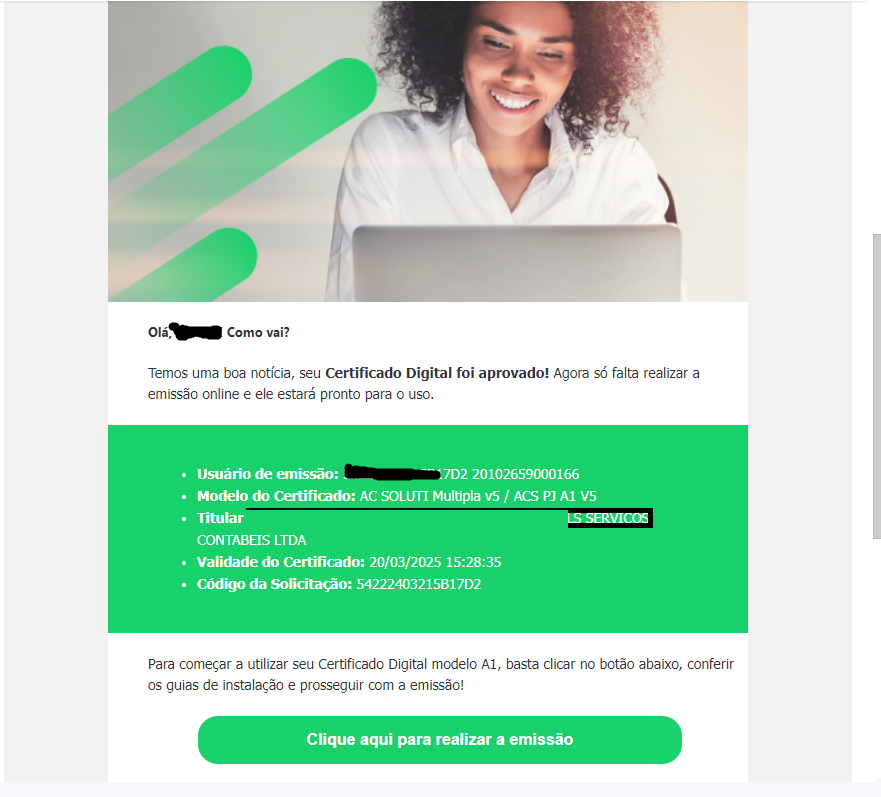 Olá, Como vai?
Temos uma boa notícia, seu Certificado Digital foi aprovado! Agora só falta realizar a
emissão online e ele estará pronto para o uso.
• Usuário de emissão: 17D2 20102659000166
• Modelo do Certificado: AC SOLUTI Multipla v5 / ACS PJ A1 V5
• Titular LS SERVICOS
CONTABEIS LTDA
• Validade do Certificado: 20/03/2025 15:28:35
• Código da Solicitação: 54222403215B17D2
Para começar a utilizar seu Certificado Digital modelo A1, basta clicar no botão abaixo, conferir
os guias de instalação e prosseguir com a emissão!
Clique aqui para realizar a emissão